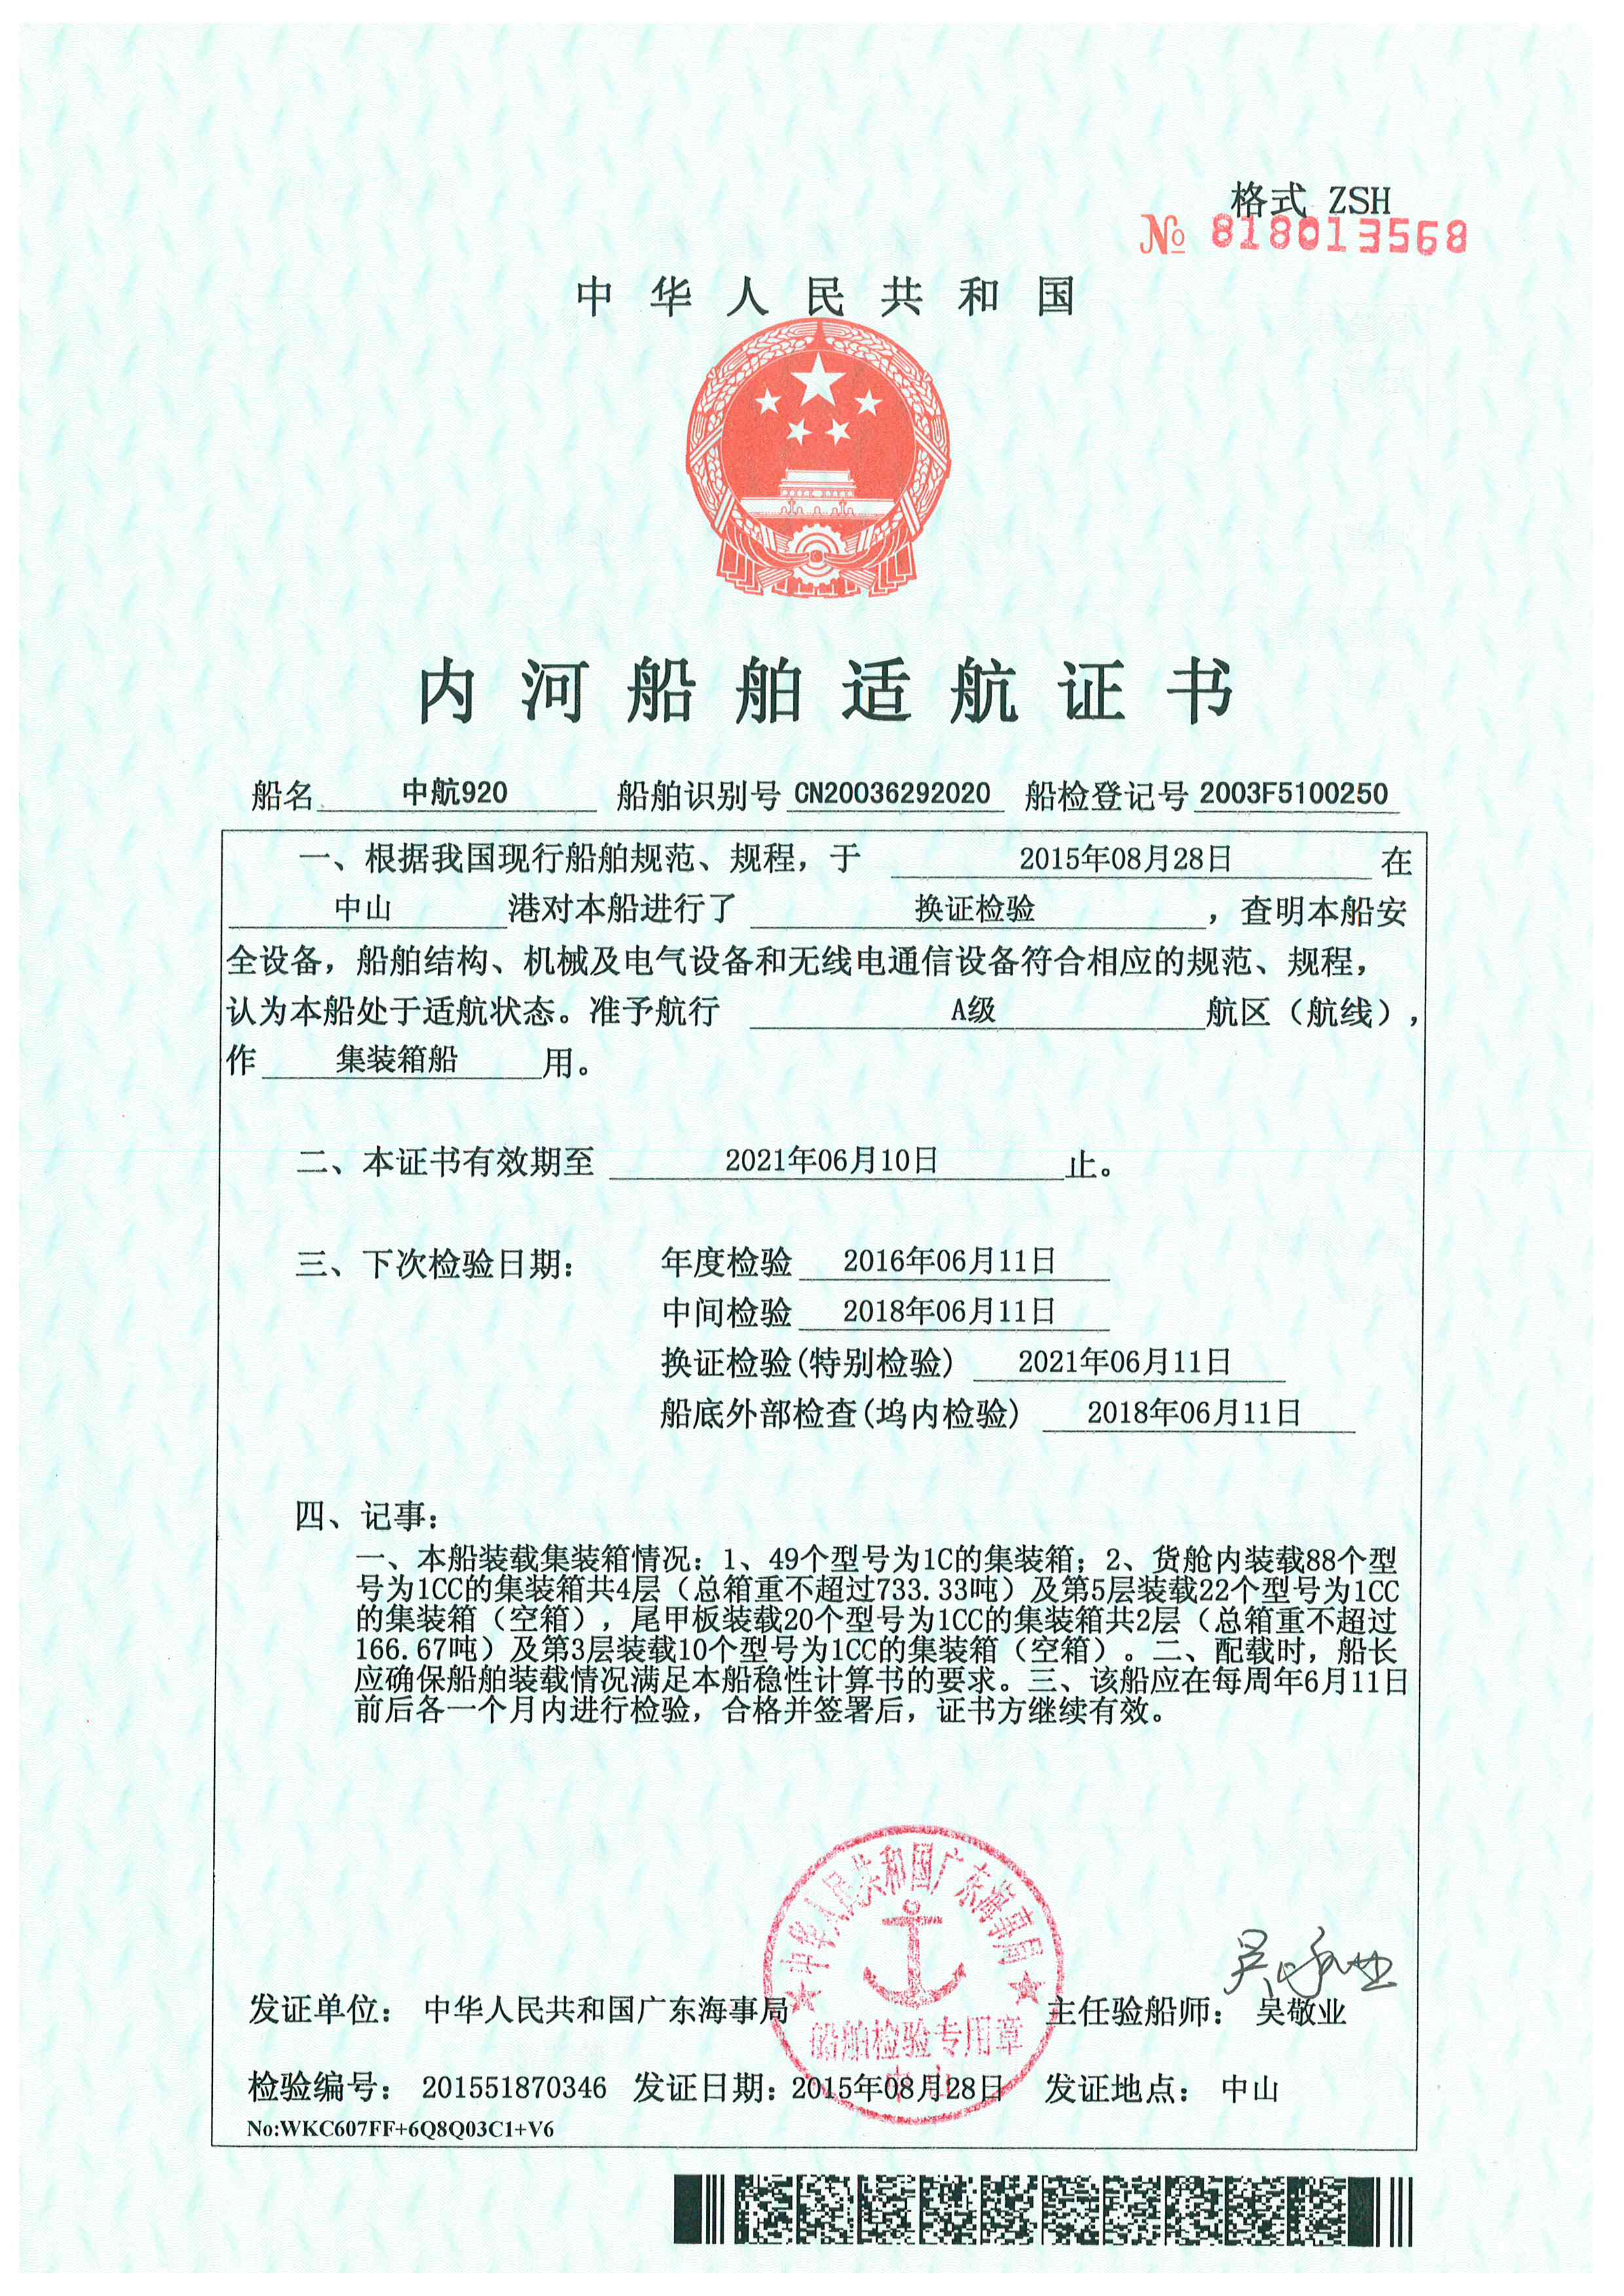 格式 ZSH
№ 818013568
中华人民共和国
内河船舶适航证书
船名 中航920 船舶识别号 CN20036292020 船检登记号 2003F5100250
一、根据我国现行船舶规范、规程，于 2015年08月28日 在
中山 港对本船进行了 换证检验 ，查明本船安
全设备，船舶结构、机械及电气设备和无线电通信设备符合相应的规范、规程，
认为本船处于适航状态。准予航行 A级 航区（航线），
作 集装箱船 用。
二、本证书有效期至 2021年06月10日 止。
三、下次检验日期： 年度检验 2016年06月11日
中间检验 2018年06月11日
换证检验(特别检验) 2021年06月11日
船底外部检查(坞内检验) 2018年06月11日
四、记事：
一、本船装载集装箱情况：1、49个型号为1C的集装箱；2、货舱内装载88个型
号为1CC的集装箱共4层（总箱重不超过733.33吨）及第5层装载22个型号为1CC
的集装箱（空箱），尾甲板装载20个型号为1CC的集装箱共2层（总箱重不超过
166.67吨）及第3层装载10个型号为1CC的集装箱（空箱）。二、配载时，船长
应确保船舶装载情况满足本船稳性计算书的要求。三、该船应在每周年6月11日
前后各一个月内进行检验，合格并签署后，证书方继续有效。
中华人民共和国广东海事局
船舶检验专用章
中山
吴敬业
发证单位： 中华人民共和国广东海事局 主任验船师： 吴敬业
检验编号： 201551870346 发证日期：2015年08月28日 发证地点： 中山
No:WKC607FF+6Q8Q03C1+V6